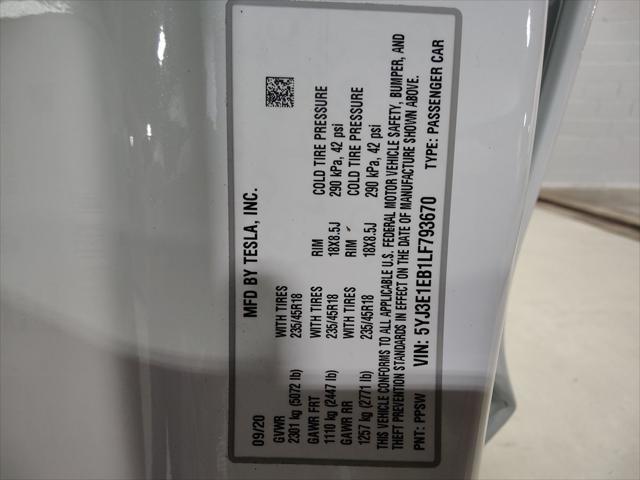 MFD BY TESLA, INC.
09/20
GVWR
2301 kg (5072 lb)
WITH TIRES
235/45R18
RIM
18X8.5J
COLD TIRE PRESSURE
290 kPa, 42 psi
GAWR FRT
1110 kg (2447 lb)
WITH TIRES
235/45R18
RIM
18X8.5J
COLD TIRE PRESSURE
290 kPa, 42 psi
GAWR RR
1257 kg (2771 lb)
WITH TIRES
235/45R18
THIS VEHICLE CONFORMS TO ALL APPLICABLE U.S. FEDERAL MOTOR VEHICLE SAFETY, BUMPER, AND
THEFT PREVENTION STANDARDS IN EFFECT ON THE DATE OF MANUFACTURE SHOWN ABOVE.
VIN: 5YJ3E1EB1LF793670
PNT: PPSW
TYPE: PASSENGER CAR